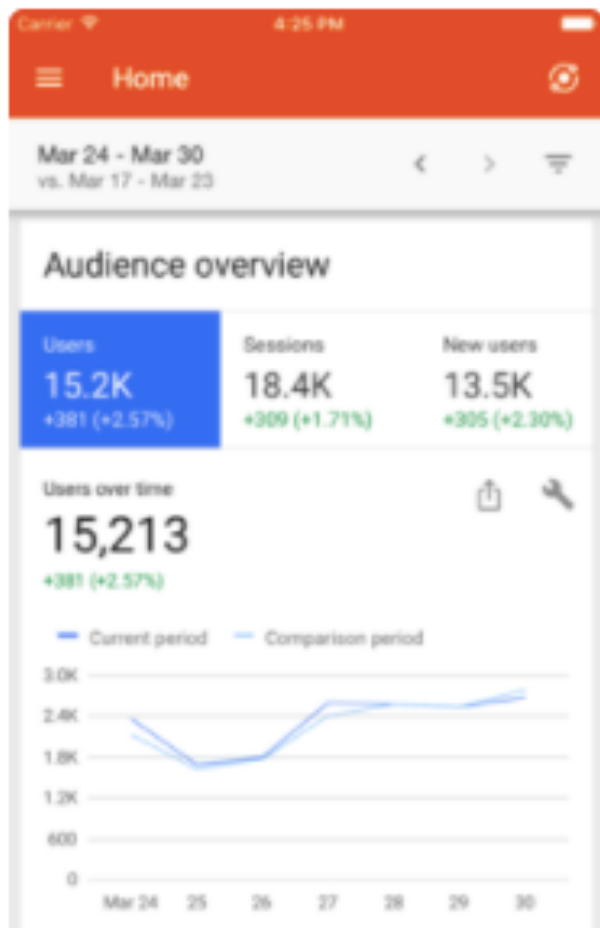 Carrier 4:25 PM
Home
Mar 24 - Mar 30
vs. Mar 17 - Mar 23
Audience overview
Users Sessions New users
15.2K 18.4K 13.5K
+381 (+2.57%) +309 (+1.71%) +305 (+2.30%)
Users over time
15,213
+381 (+2.57%)
Current period Comparison period
3.0K
2.4K
1.8K
1.2K
600
0
Mar 24 25 26 27 28 29 30